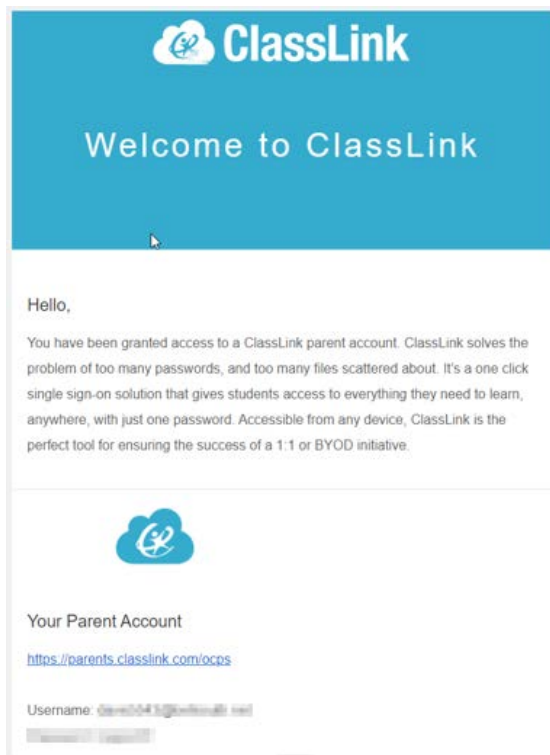 ClassLink
Welcome to ClassLink
Hello,
You have been granted access to a ClassLink parent account. ClassLink solves the
problem of too many passwords, and too many files scattered about. It's a one click
single sign-on solution that gives students access to everything they need to learn,
anywhere, with just one password. Accessible from any device, ClassLink is the
perfect tool for ensuring the success of a 1:1 or BYOD initiative.
Your Parent Account
https://parents.classlink.com/ocps
Username: